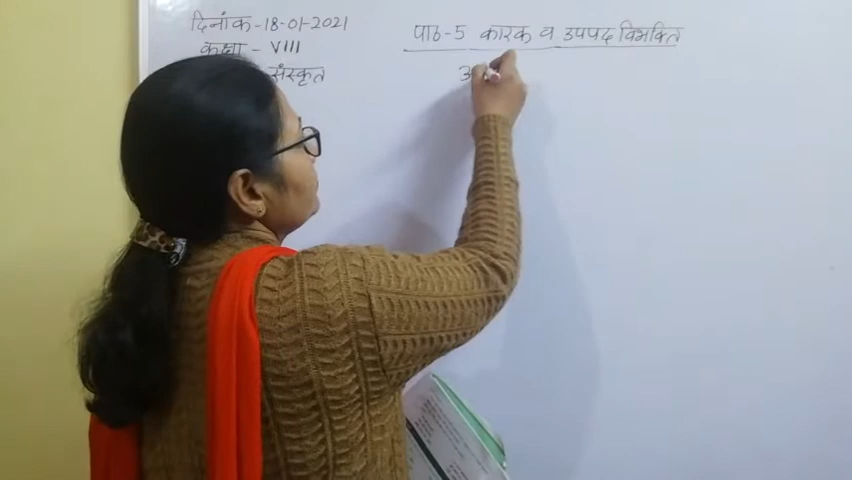 दिनांक - 18-01-2021
पाठ-5 कारक व उपपद विभक्ति
कक्षा - VIII
संस्कृत